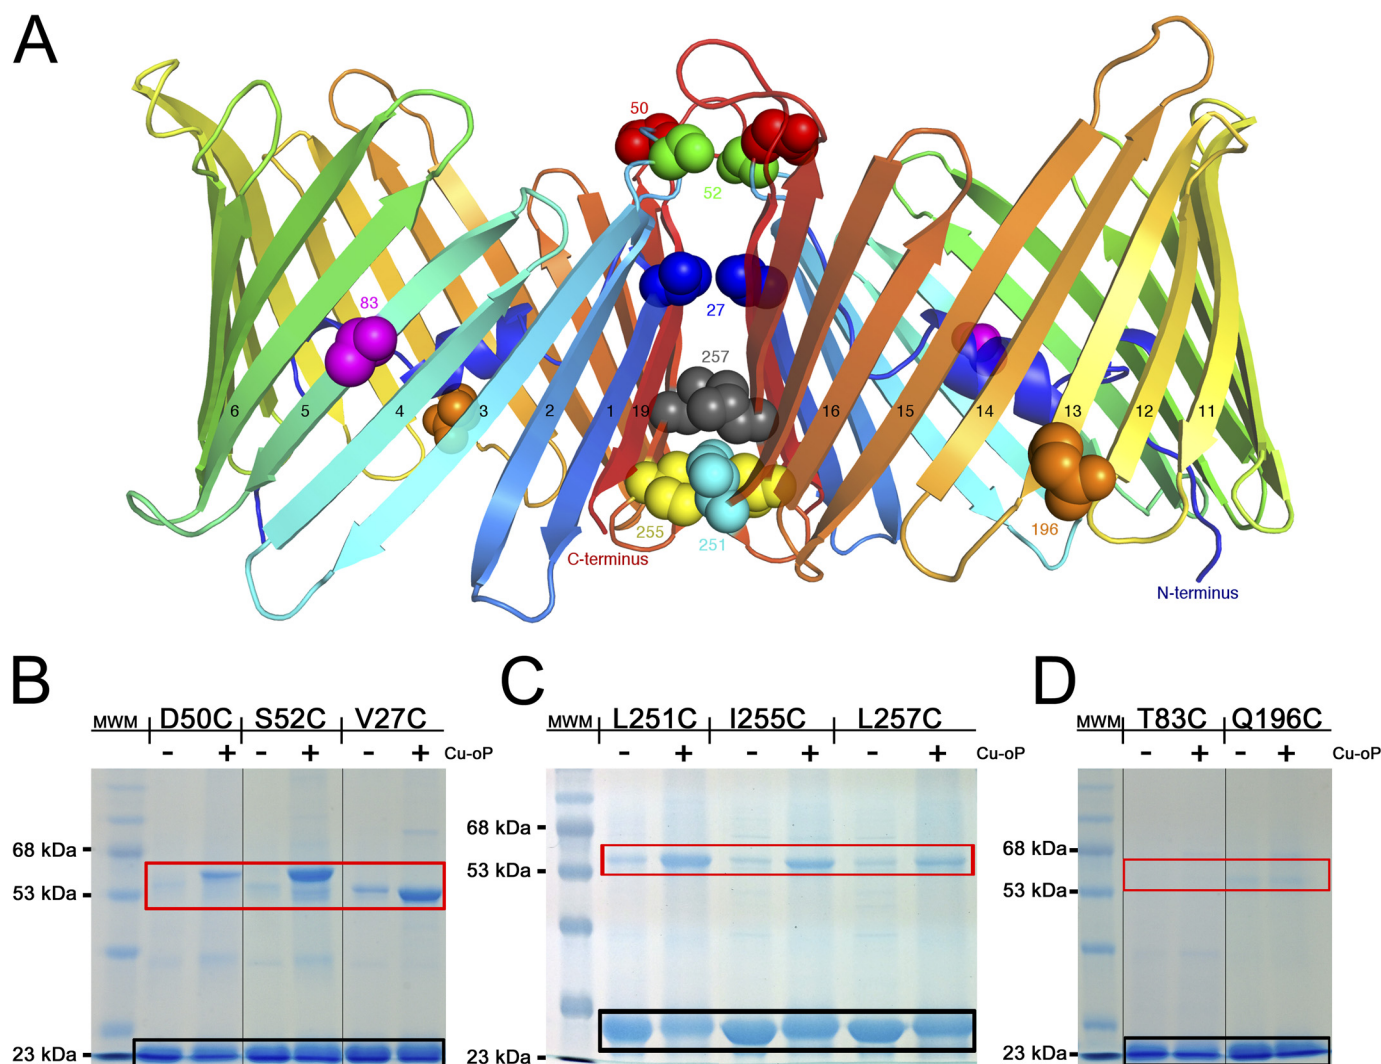 A
50
52
83
27
257
6
5
4
3
2
1
19
16
15
14
13
12
11
255
251
196
C-terminus
N-terminus
B
MWM
D50C
S52C
V27C
- + - + - + Cu-oP
68 kDa
53 kDa
23 kDa
C
MWM
L251C
I255C
L257C
- + - + - + Cu-oP
68 kDa
53 kDa
23 kDa
D
MWM
T83C
Q196C
- + - + Cu-oP
68 kDa
53 kDa
23 kDa